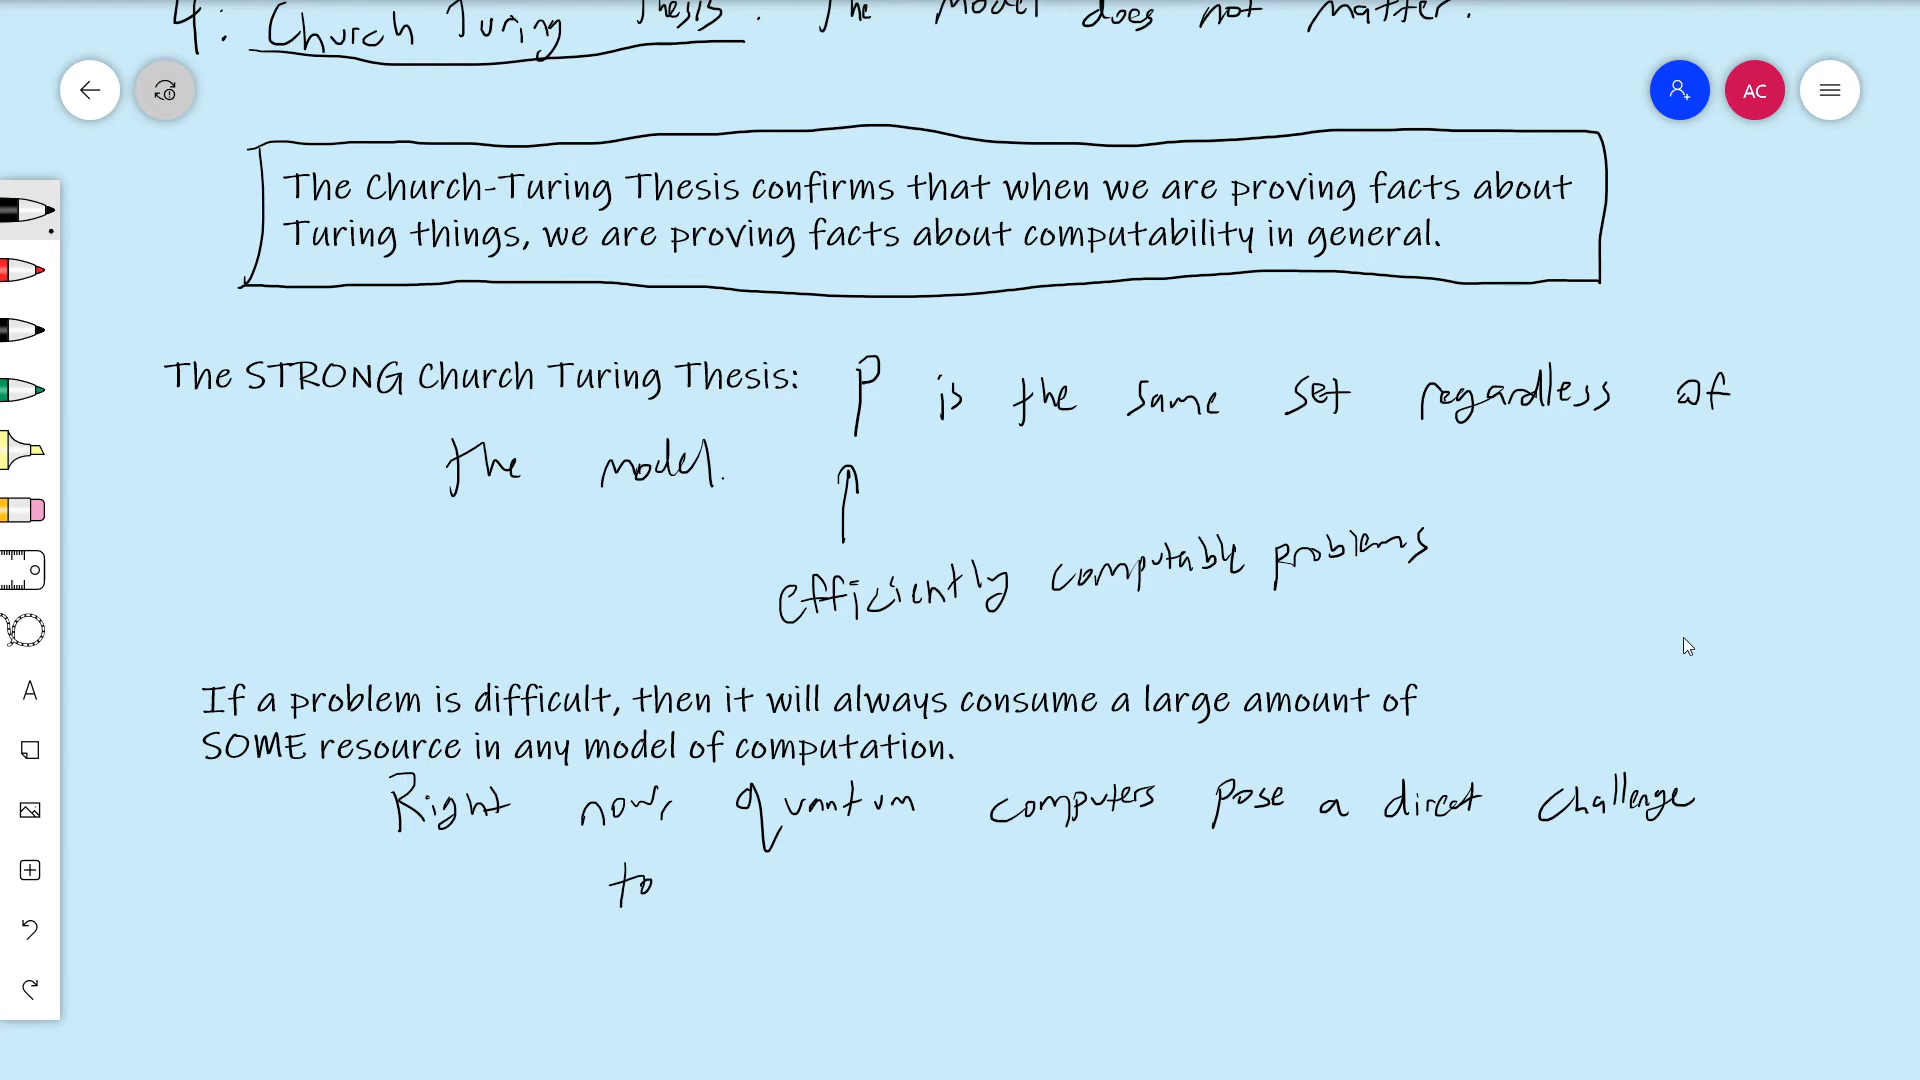 4: Church Turing Thesis. The model does not matter.
AC
The Church-Turing Thesis confirms that when we are proving facts about
Turing things, we are proving facts about computability in general.
The STRONG Church Turing Thesis: P is the same set regardless of
the model.
efficiently computable problems
If a problem is difficult, then it will always consume a large amount of
SOME resource in any model of computation.
Right now, quantum computers pose a direct challenge
to
A